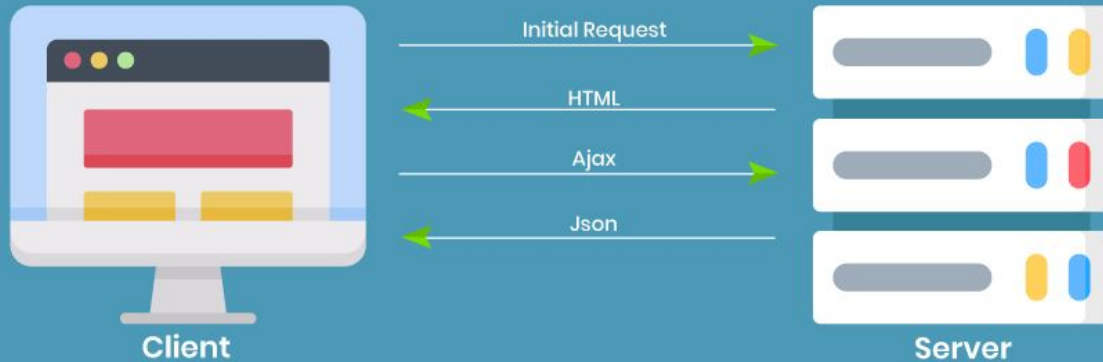 Initial Request
HTML
Ajax
Json
Client
Server